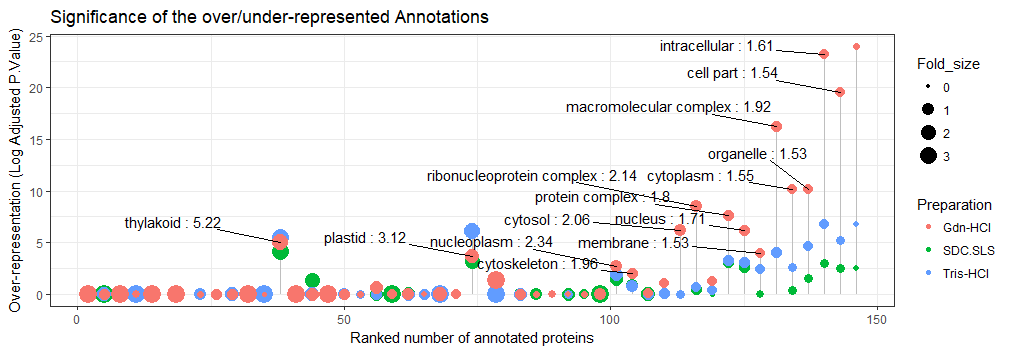 Significance of the over/under-represented Annotations
Over-representation (Log Adjusted P.Value)
25
20
15
10
5
0
intracellular : 1.61
cell part : 1.54
macromolecular complex : 1.92
organelle : 1.53
ribonucleoprotein complex : 2.14
cytoplasm : 1.55
protein complex : 1.8
thylakoid : 5.22
cytosol : 2.06
nucleus : 1.71
plastid : 3.12
nucleoplasm : 2.34
membrane : 1.53
cytoskeleton : 1.96
0
50
100
150
Ranked number of annotated proteins
Fold_size
0
1
2
3
Preparation
Gdn-HCl
SDC.SLS
Tris-HCl